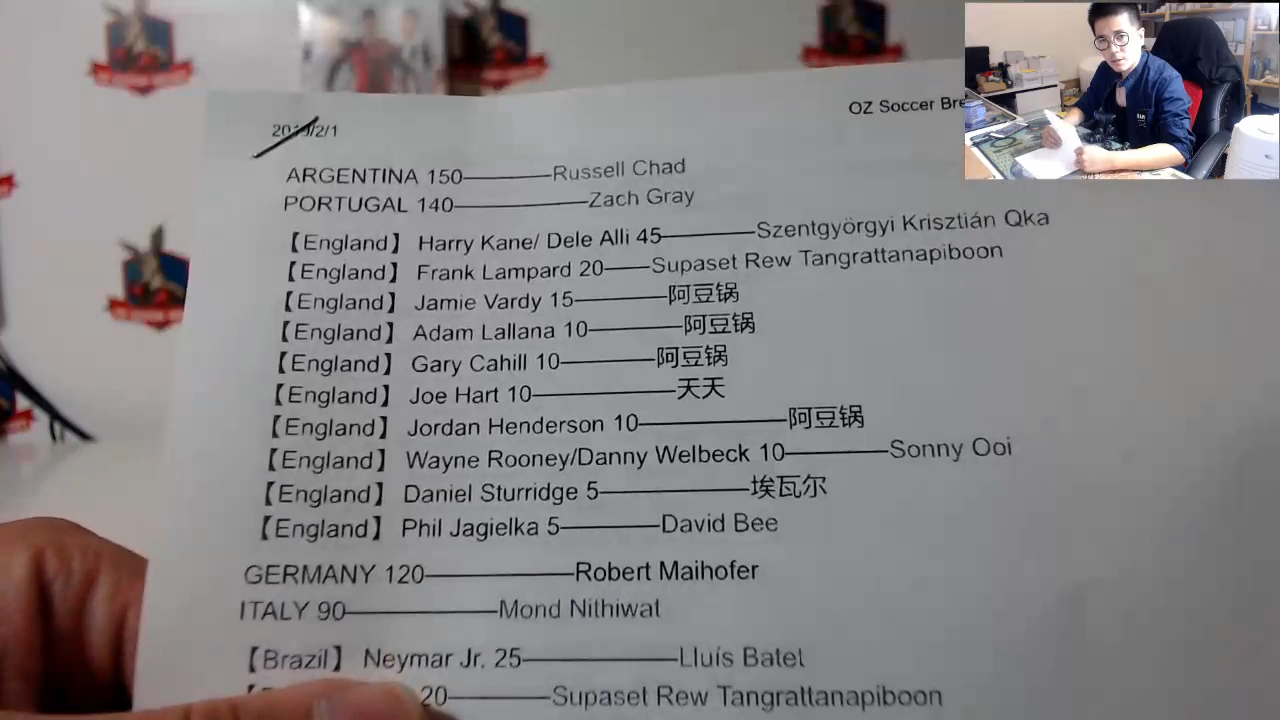 OZ Soccer Bre
2019/2/1
ARGENTINA 150———Russell Chad
PORTUGAL 140———Zach Gray
【England】 Harry Kane/ Dele Alli 45———Szentgyörgyi Krisztián Qka
【England】 Frank Lampard 20——Supaset Rew Tangrattanapiboon
【England】 Jamie Vardy 15———阿豆锅
【England】 Adam Lallana 10———阿豆锅
【England】 Gary Cahill 10———阿豆锅
【England】 Joe Hart 10———天天
【England】 Jordan Henderson 10———阿豆锅
【England】 Wayne Rooney/Danny Welbeck 10———Sonny Ooi
【England】 Daniel Sturridge 5———埃瓦尔
【England】 Phil Jagielka 5———David Bee
GERMANY 120———Robert Maihofer
ITALY 90———Mond Nithiwat
【Brazil】 Neymar Jr. 25———Lluís Batet
20———Supaset Rew Tangrattanapiboon